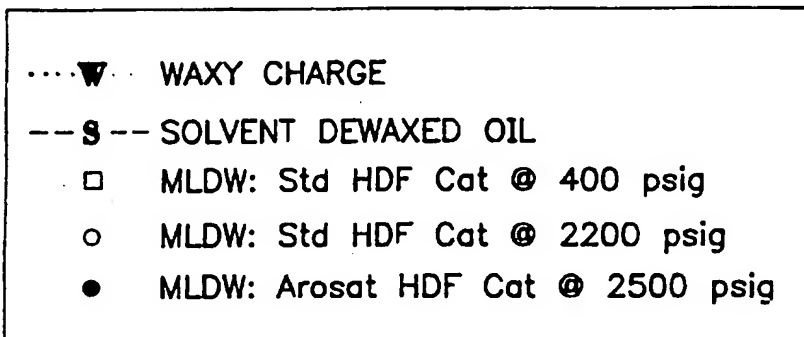 ····W·· WAXY CHARGE
--S-- SOLVENT DEWAXED OIL
□ MLDW: Std HDF Cat @ 400 psig
○ MLDW: Std HDF Cat @ 2200 psig
● MLDW: Arosat HDF Cat @ 2500 psig